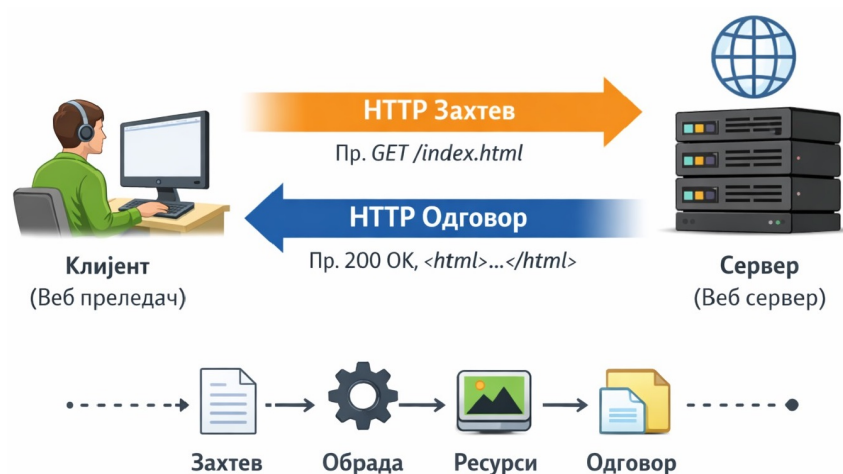 HTTP Захтев
Пр. GET /index.html
HTTP Одговор
Пр. 200 OK, <html>...</html>
Клијент
(Веб преледач)
Сервер
(Веб сервер)
Захтев
Обрада
Ресурси
Одговор